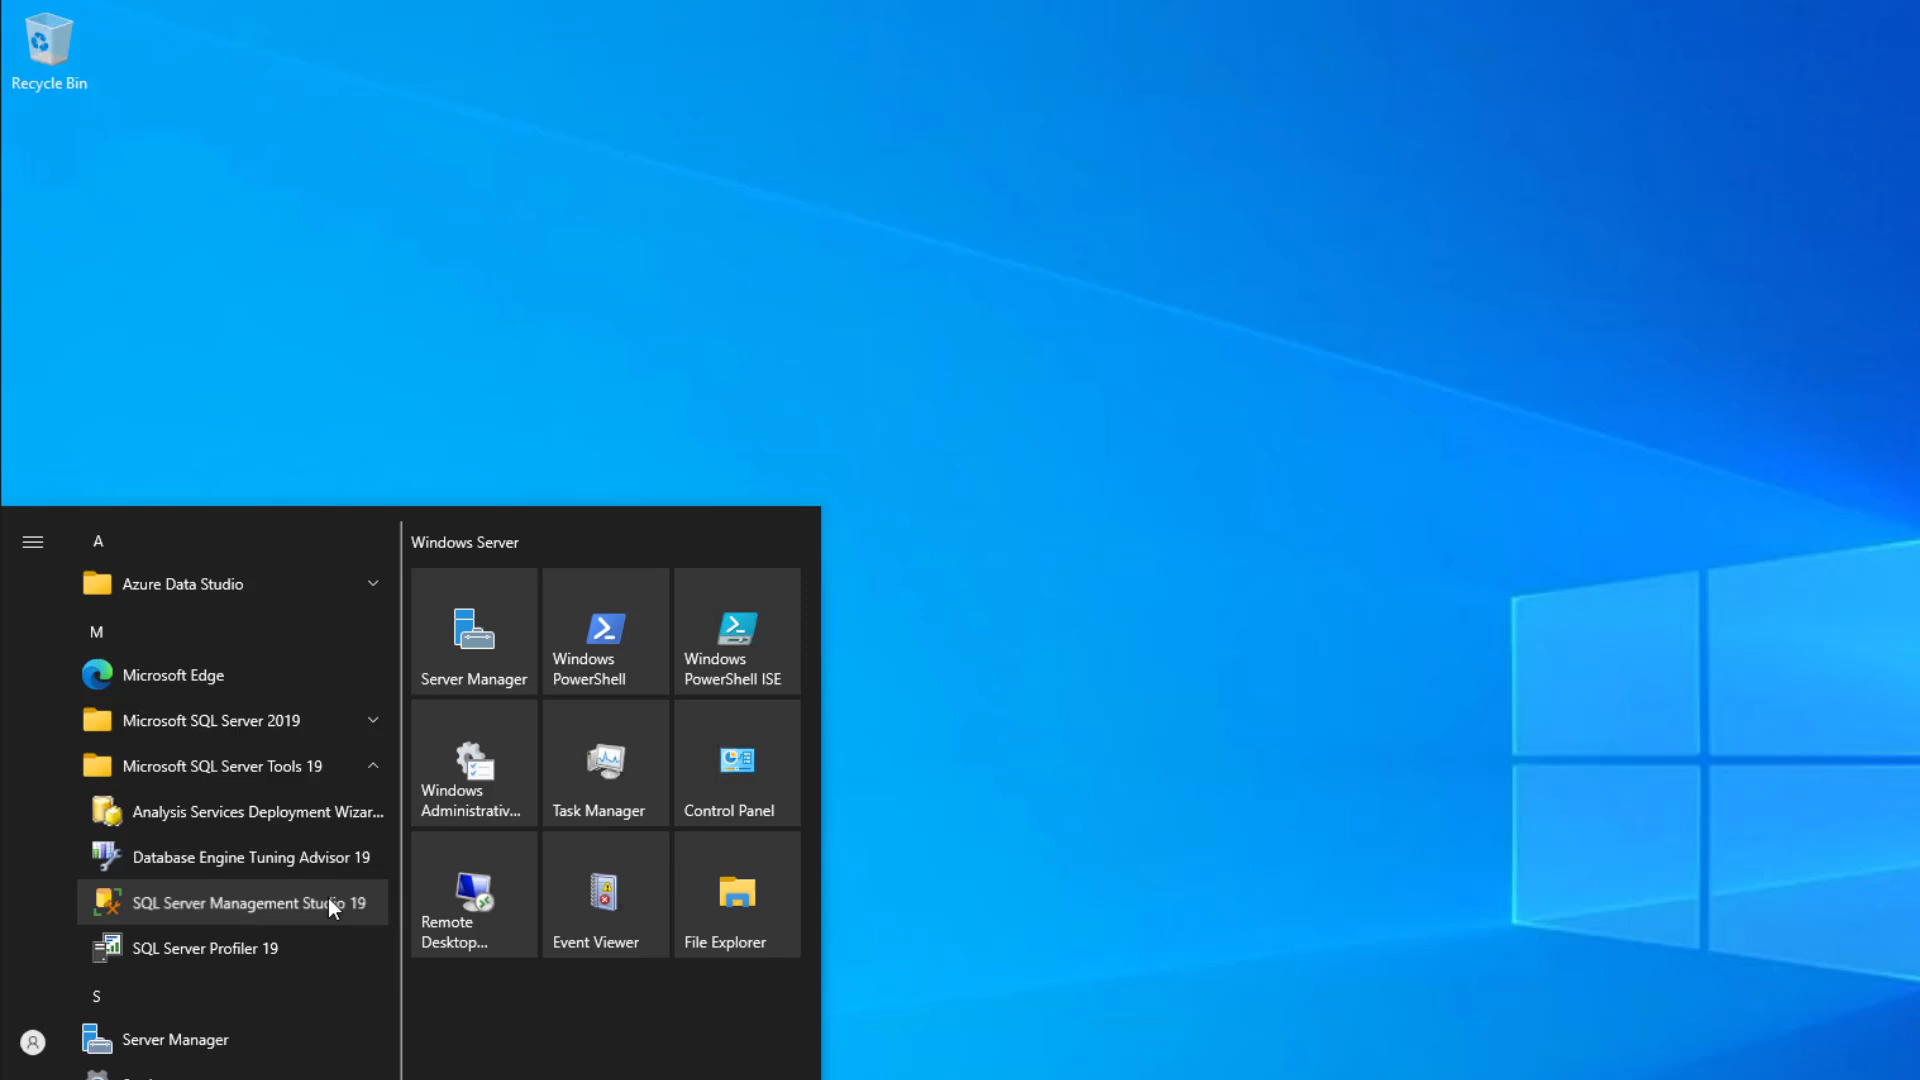 Recycle Bin
A
Azure Data Studio
M
Microsoft Edge
Microsoft SQL Server 2019
Microsoft SQL Server Tools 19
Analysis Services Deployment Wizar...
Database Engine Tuning Advisor 19
SQL Server Management Studio 19
SQL Server Profiler 19
S
Server Manager
Windows Server
Server Manager
Windows
PowerShell
Windows
PowerShell ISE
Windows
Administrativ...
Task Manager
Control Panel
Remote
Desktop...
Event Viewer
File Explorer